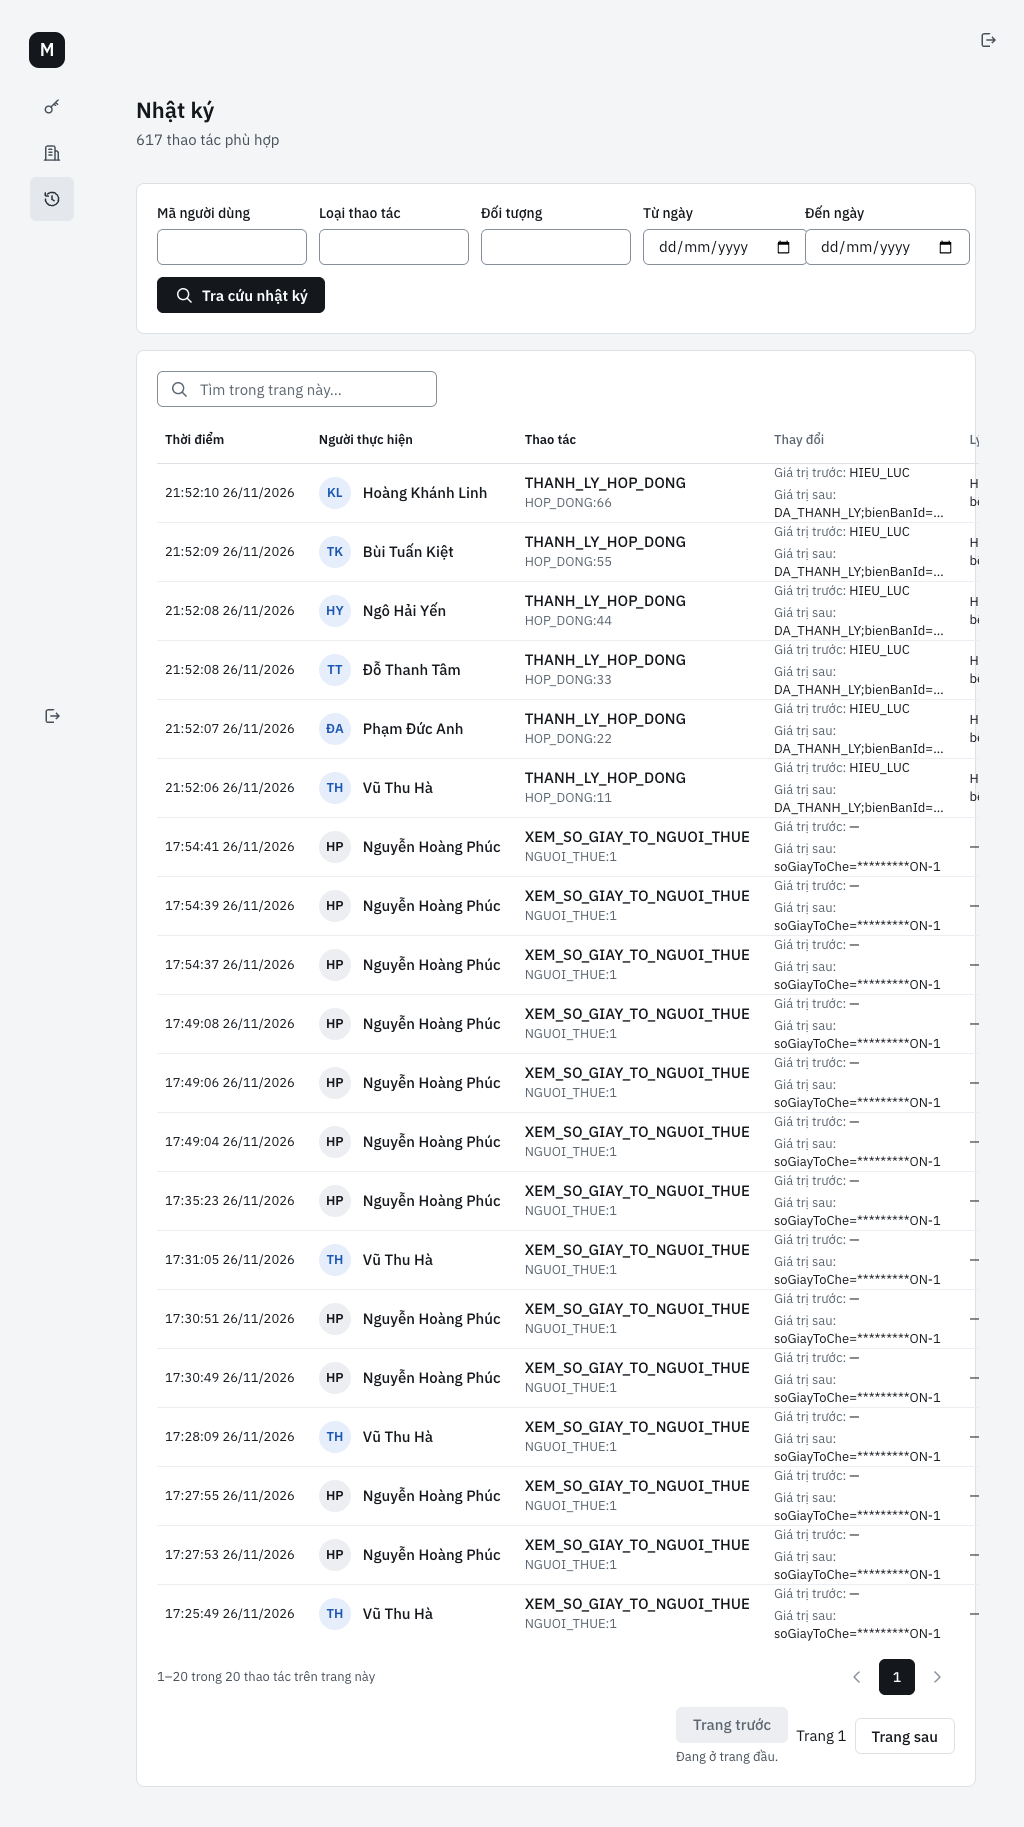 M
Nhật ký
617 thao tác phù hợp
Mã người dùng Loại thao tác Đối tượng Từ ngày Đến ngày
dd/mm/yyyy dd/mm/yyyy
Tra cứu nhật ký
Tìm trong trang này...
Thời điểm Người thực hiện Thao tác Thay đổi
21:52:10 26/11/2026 KL Hoàng Khánh Linh THANH_LY_HOP_DONG HOP_DONG:66 Giá trị trước: HIEU_LUC
Giá trị sau:
DA_THANH_LY;bienBanId=...
21:52:09 26/11/2026 TK Bùi Tuấn Kiệt THANH_LY_HOP_DONG HOP_DONG:55 Giá trị trước: HIEU_LUC
Giá trị sau:
DA_THANH_LY;bienBanId=...
21:52:08 26/11/2026 HY Ngô Hải Yến THANH_LY_HOP_DONG HOP_DONG:44 Giá trị trước: HIEU_LUC
Giá trị sau:
DA_THANH_LY;bienBanId=...
21:52:08 26/11/2026 TT Đỗ Thanh Tâm THANH_LY_HOP_DONG HOP_DONG:33 Giá trị trước: HIEU_LUC
Giá trị sau:
DA_THANH_LY;bienBanId=...
21:52:07 26/11/2026 ĐA Phạm Đức Anh THANH_LY_HOP_DONG HOP_DONG:22 Giá trị trước: HIEU_LUC
Giá trị sau:
DA_THANH_LY;bienBanId=...
21:52:06 26/11/2026 TH Vũ Thu Hà THANH_LY_HOP_DONG HOP_DONG:11 Giá trị trước: HIEU_LUC
Giá trị sau:
DA_THANH_LY;bienBanId=...
17:54:41 26/11/2026 HP Nguyễn Hoàng Phúc XEM_SO_GIAY_TO_NGUOI_THUE NGUOI_THUE:1 Giá trị trước: —
Giá trị sau:
soGiayToChe=*********ON-1 —
17:54:39 26/11/2026 HP Nguyễn Hoàng Phúc XEM_SO_GIAY_TO_NGUOI_THUE NGUOI_THUE:1 Giá trị trước: —
Giá trị sau:
soGiayToChe=*********ON-1 —
17:54:37 26/11/2026 HP Nguyễn Hoàng Phúc XEM_SO_GIAY_TO_NGUOI_THUE NGUOI_THUE:1 Giá trị trước: —
Giá trị sau:
soGiayToChe=*********ON-1 —
17:49:08 26/11/2026 HP Nguyễn Hoàng Phúc XEM_SO_GIAY_TO_NGUOI_THUE NGUOI_THUE:1 Giá trị trước: —
Giá trị sau:
soGiayToChe=*********ON-1 —
17:49:06 26/11/2026 HP Nguyễn Hoàng Phúc XEM_SO_GIAY_TO_NGUOI_THUE NGUOI_THUE:1 Giá trị trước: —
Giá trị sau:
soGiayToChe=*********ON-1 —
17:49:04 26/11/2026 HP Nguyễn Hoàng Phúc XEM_SO_GIAY_TO_NGUOI_THUE NGUOI_THUE:1 Giá trị trước: —
Giá trị sau:
soGiayToChe=*********ON-1 —
17:35:23 26/11/2026 HP Nguyễn Hoàng Phúc XEM_SO_GIAY_TO_NGUOI_THUE NGUOI_THUE:1 Giá trị trước: —
Giá trị sau:
soGiayToChe=*********ON-1 —
17:31:05 26/11/2026 TH Vũ Thu Hà XEM_SO_GIAY_TO_NGUOI_THUE NGUOI_THUE:1 Giá trị trước: —
Giá trị sau:
soGiayToChe=*********ON-1 —
17:30:51 26/11/2026 HP Nguyễn Hoàng Phúc XEM_SO_GIAY_TO_NGUOI_THUE NGUOI_THUE:1 Giá trị trước: —
Giá trị sau:
soGiayToChe=*********ON-1 —
17:30:49 26/11/2026 HP Nguyễn Hoàng Phúc XEM_SO_GIAY_TO_NGUOI_THUE NGUOI_THUE:1 Giá trị trước: —
Giá trị sau:
soGiayToChe=*********ON-1 —
17:28:09 26/11/2026 TH Vũ Thu Hà XEM_SO_GIAY_TO_NGUOI_THUE NGUOI_THUE:1 Giá trị trước: —
Giá trị sau:
soGiayToChe=*********ON-1 —
17:27:55 26/11/2026 HP Nguyễn Hoàng Phúc XEM_SO_GIAY_TO_NGUOI_THUE NGUOI_THUE:1 Giá trị trước: —
Giá trị sau:
soGiayToChe=*********ON-1 —
17:27:53 26/11/2026 HP Nguyễn Hoàng Phúc XEM_SO_GIAY_TO_NGUOI_THUE NGUOI_THUE:1 Giá trị trước: —
Giá trị sau:
soGiayToChe=*********ON-1 —
17:25:49 26/11/2026 TH Vũ Thu Hà XEM_SO_GIAY_TO_NGUOI_THUE NGUOI_THUE:1 Giá trị trước: —
Giá trị sau:
soGiayToChe=*********ON-1 —
1–20 trong 20 thao tác trên trang này 1
Trang trước Trang 1 Trang sau
Đang ở trang đầu.